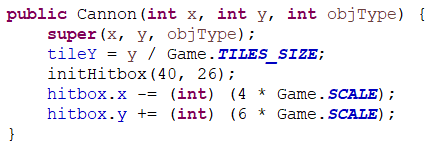 public Cannon(int x, int y, int objType) {
    super(x, y, objType);
    tileY = y / Game.TILES_SIZE;
    initHitbox(40, 26);
    hitbox.x -= (int) (4 * Game.SCALE);
    hitbox.y += (int) (6 * Game.SCALE);
}